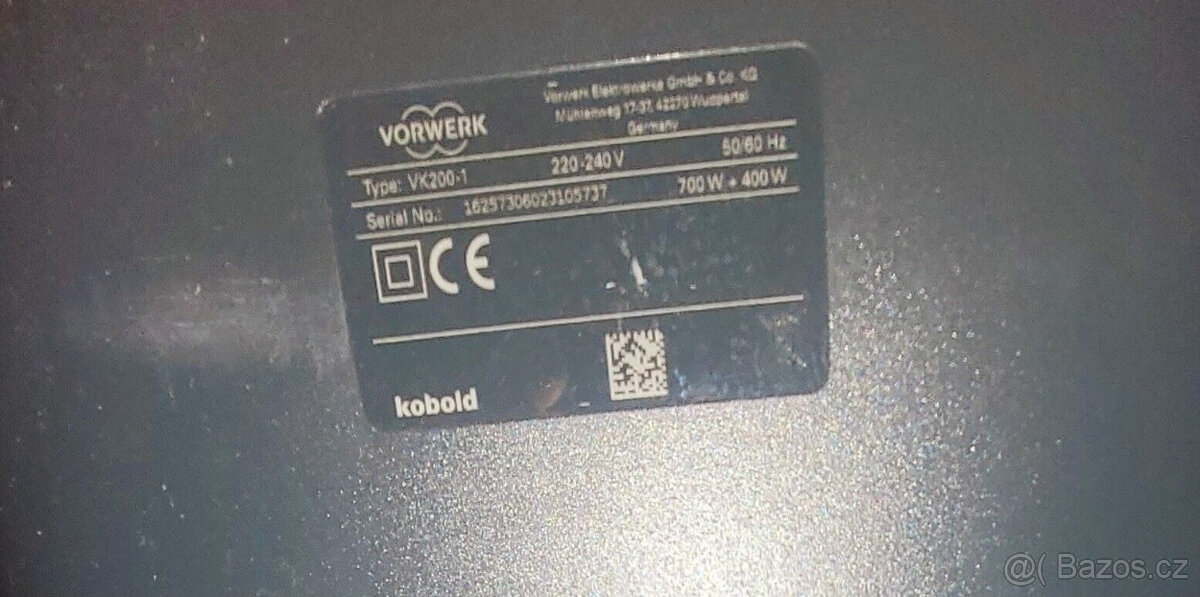 VORWERK
Vorwerk Elektrowerke GmbH & Co. KG
Mühlenweg 17-37, 42270 Wuppertal
Germany
Type: VK200-1 220-240 V 50/60 Hz
Serial No.: 16257306023105737 700 W + 400 W
CE
kobold
@( Bazos.cz